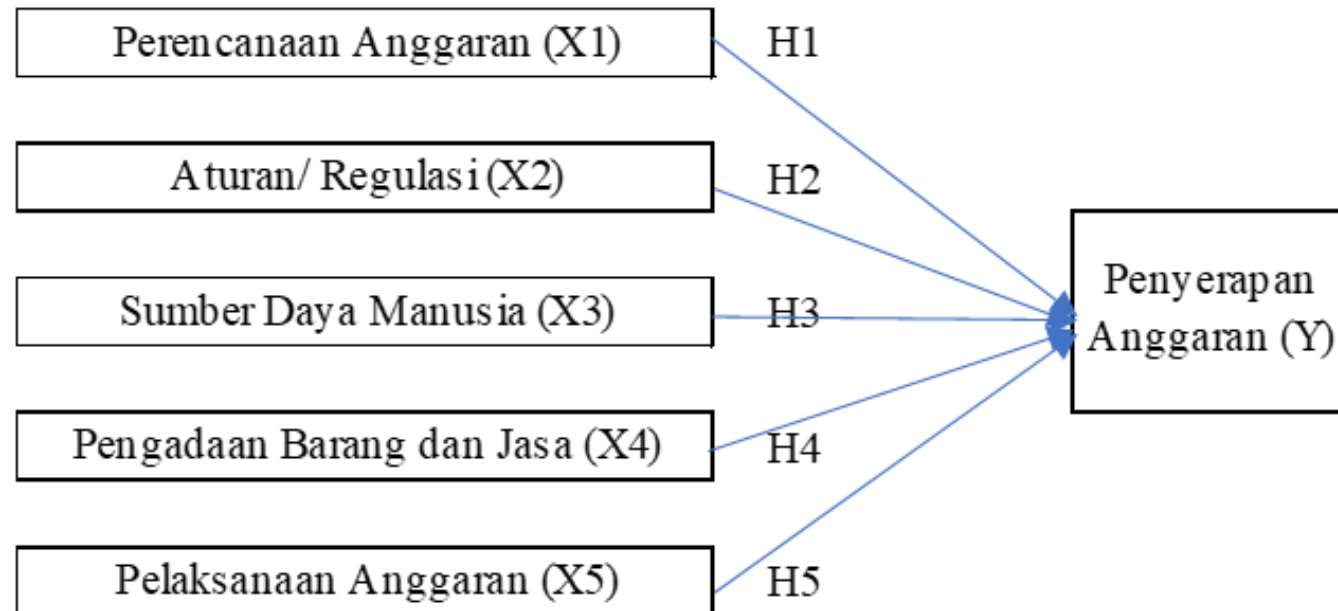 Perencanaan Anggaran (X1)
H1
Aturan/ Regulasi (X2)
H2
Sumber Daya Manusia (X3)
H3
Pengadaan Barang dan Jasa (X4)
H4
Pelaksanaan Anggaran (X5)
H5
Penyerapan
Anggaran (Y)